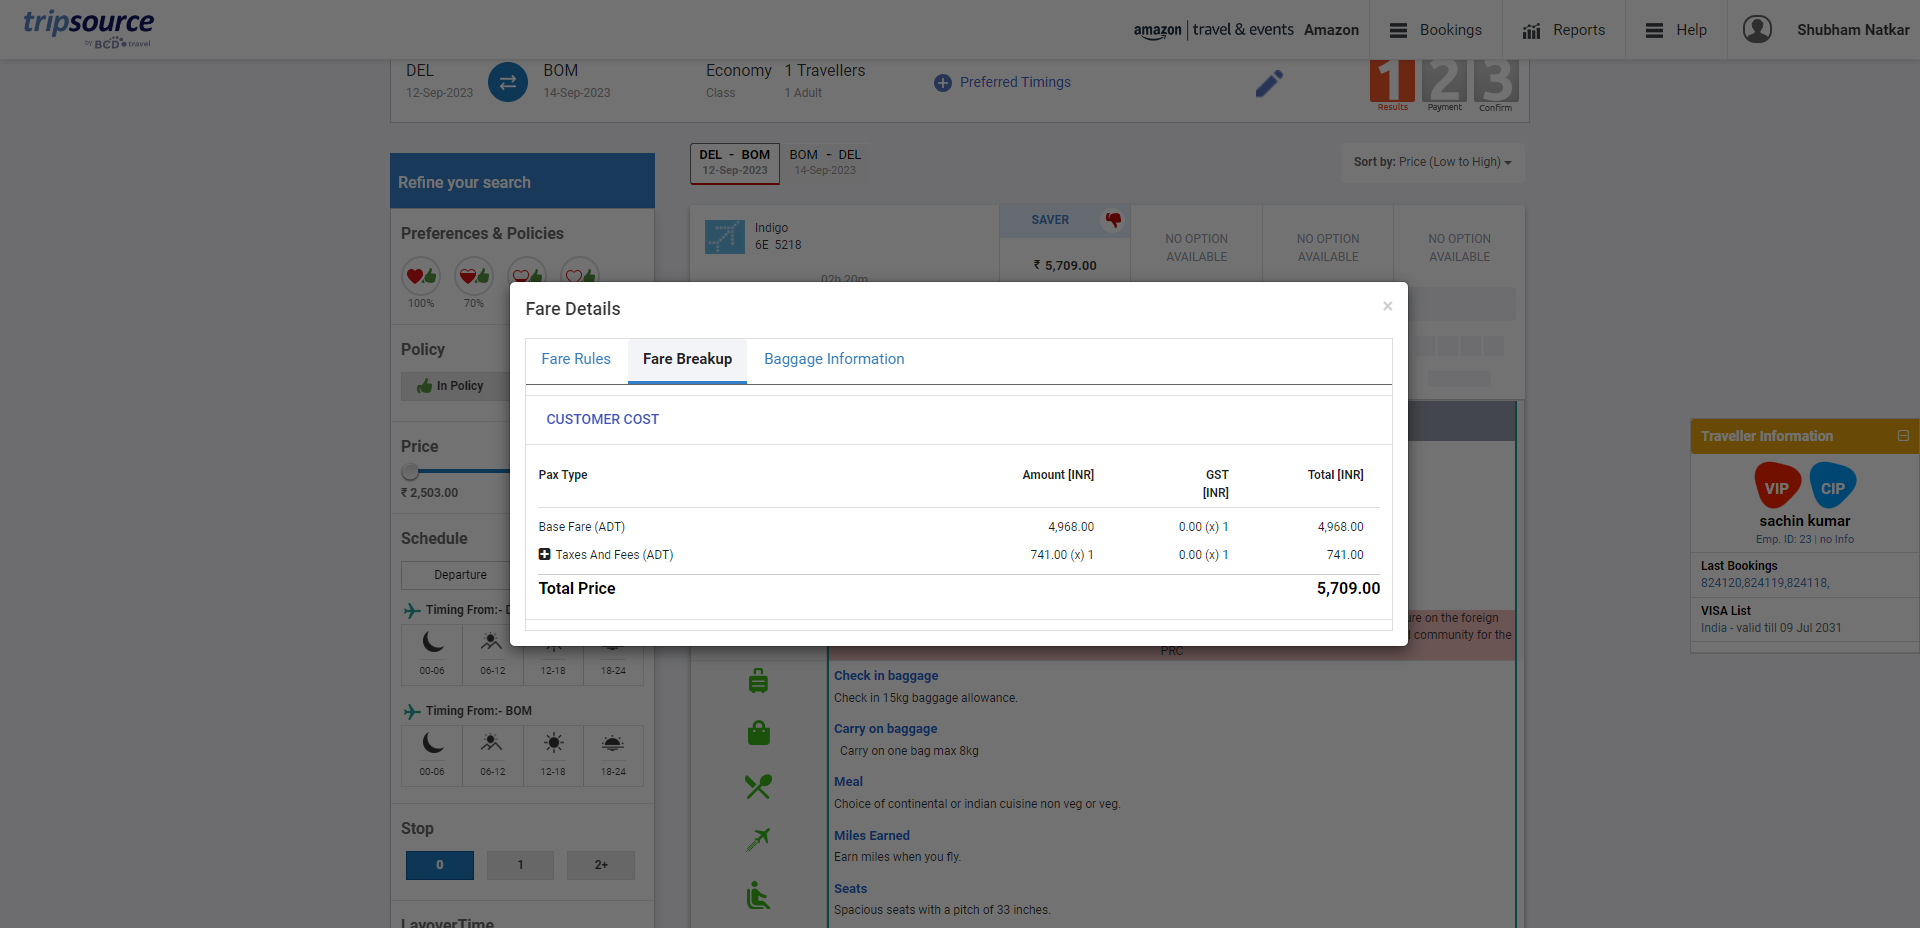 tripsource
by BCD travel
amazon | travel & events Amazon
Bookings
Reports
Help
Shubham Natkar
DEL
12-Sep-2023
BOM
14-Sep-2023
Economy
Class
1 Travellers
1 Adult
Preferred Timings
1 2 3
Results Payment Confirm
DEL - BOM
12-Sep-2023
BOM - DEL
14-Sep-2023
Sort by: Price (Low to High)
Refine your search
Preferences & Policies
100%
70%
Policy
In Policy
Price
₹ 2,503.00
Schedule
Departure
Timing From:- D
00-06
06-12
12-18
18-24
Timing From:- BOM
00-06
06-12
12-18
18-24
Stop
0
1
2+
LayoverTime
Indigo
6E 5218
02h 20m
SAVER
₹ 5,709.00
NO OPTION
AVAILABLE
NO OPTION
AVAILABLE
NO OPTION
AVAILABLE
Fare Details
×
Fare Rules
Fare Breakup
Baggage Information
CUSTOMER COST
Pax Type
Amount [INR]
GST
[INR]
Total [INR]
Base Fare (ADT)
4,968.00
0.00 (x) 1
4,968.00
Taxes And Fees (ADT)
741.00 (x) 1
0.00 (x) 1
741.00
Total Price
5,709.00
on the foreign
community for the
PRC
Check in baggage
Check in 15kg baggage allowance.
Carry on baggage
Carry on one bag max 8kg
Meal
Choice of continental or indian cuisine non veg or veg.
Miles Earned
Earn miles when you fly.
Seats
Spacious seats with a pitch of 33 inches.
Traveller Information
VIP
CIP
sachin kumar
Emp. ID: 23 | no Info
Last Bookings
824120,824119,824118,
VISA List
India - valid till 09 Jul 2031